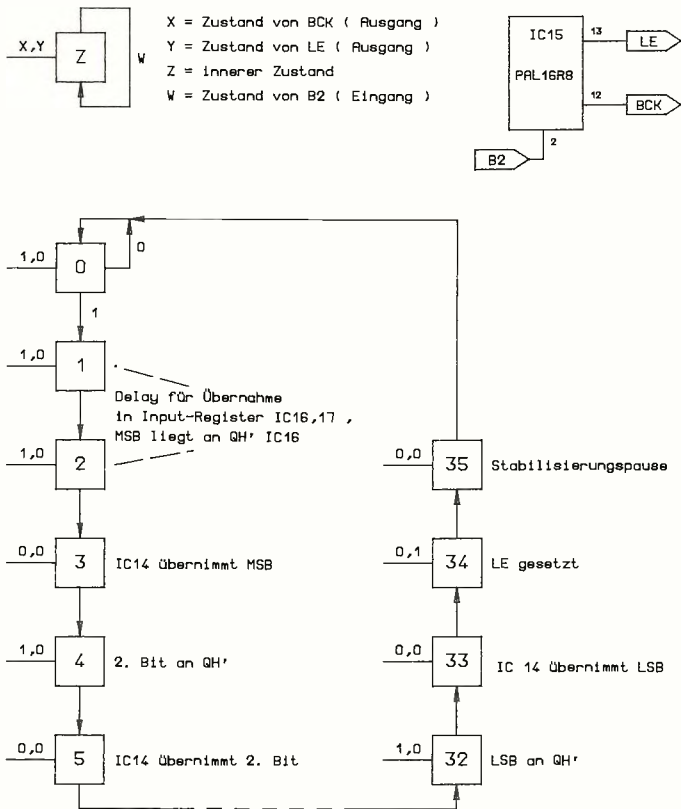 X,Y
Z
W
X = Zustand von BCK ( Ausgang )
Y = Zustand von LE ( Ausgang )
Z = innerer Zustand
W = Zustand von B2 ( Eingang )
IC15
PAL16R8
13
LE
12
BCK
2
B2
1,0
0
0
1
1,0
1
Delay für Übernahme
in Input-Register IC16,17 ,
MSB liegt an QH' IC16
1,0
2
0,0
3
IC14 übernimmt MSB
1,0
4
2. Bit an QH'
0,0
5
IC14 übernimmt 2. Bit
0,0
35
Stabilisierungspause
0,1
34
LE gesetzt
0,0
33
IC 14 übernimmt LSB
1,0
32
LSB an QH'